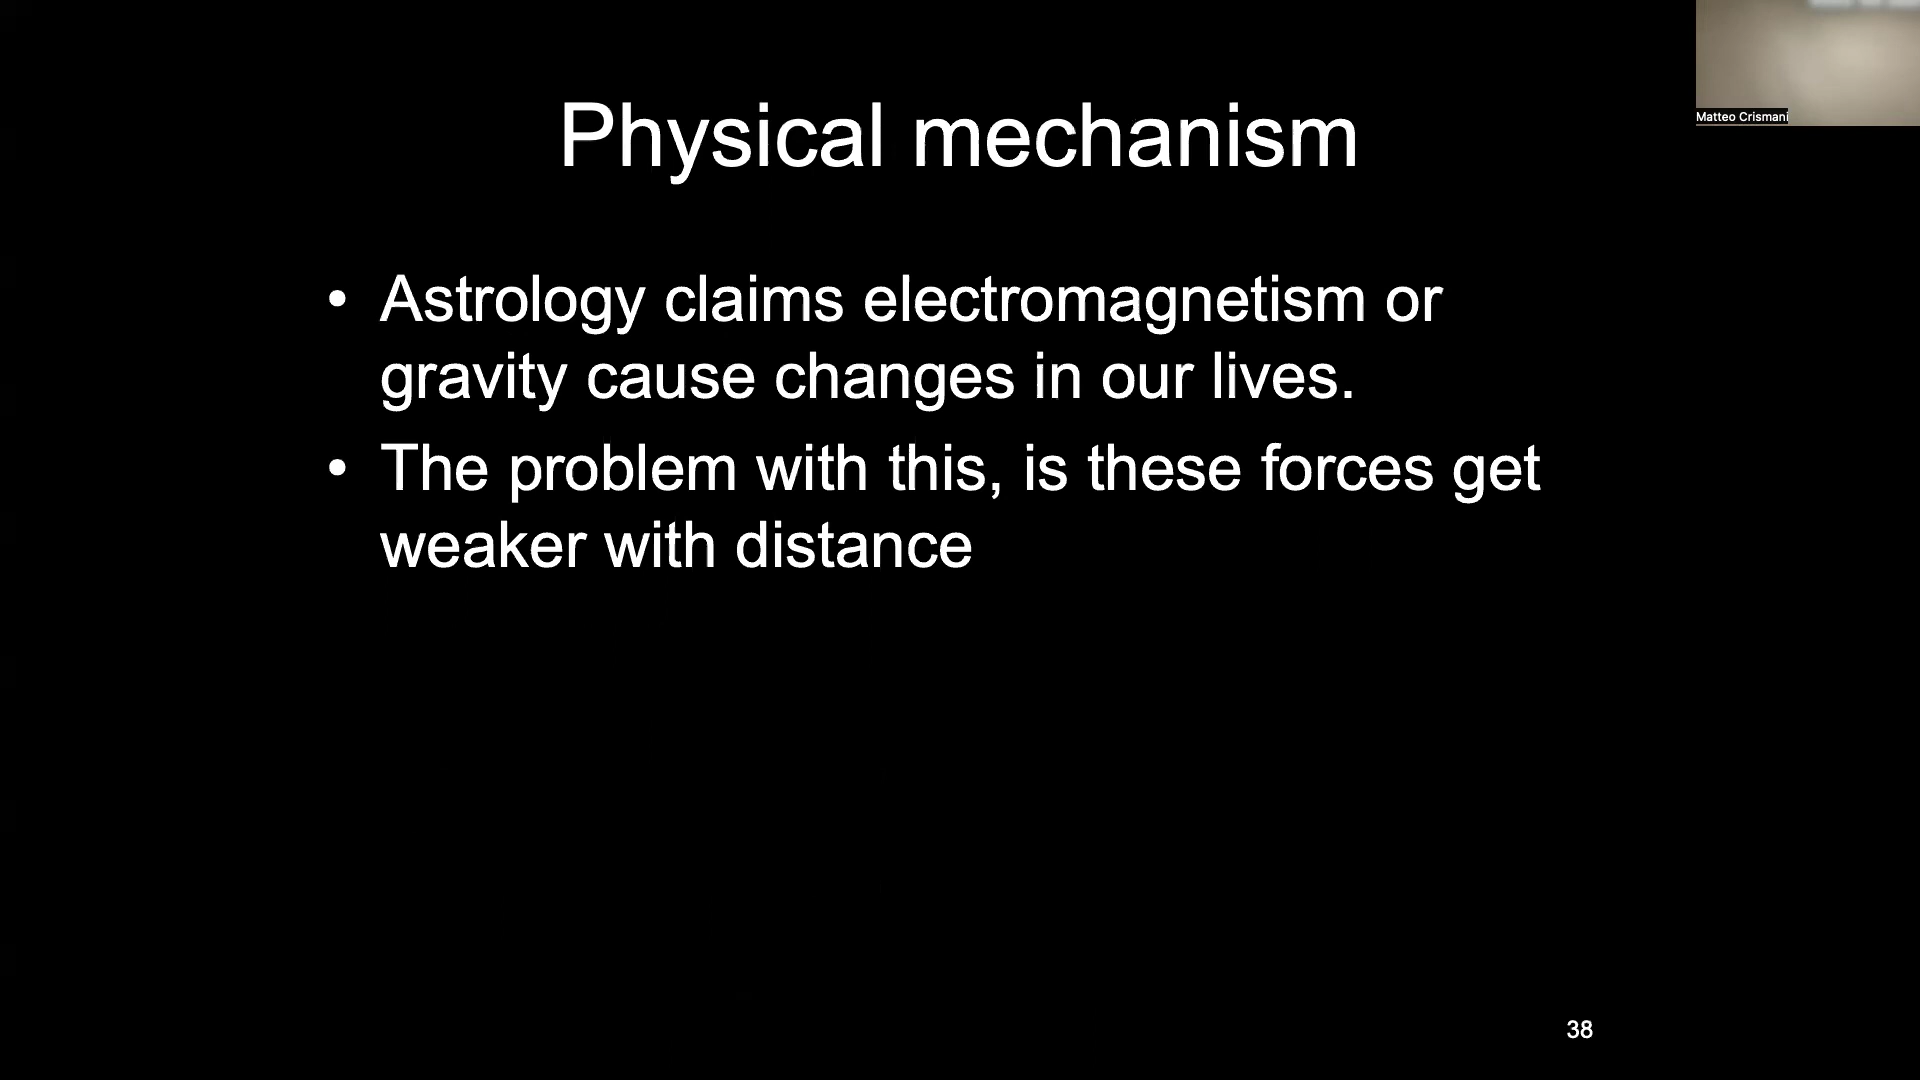 Physical mechanism
Matteo Crismani
• Astrology claims electromagnetism or
gravity cause changes in our lives.
• The problem with this, is these forces get
weaker with distance
38